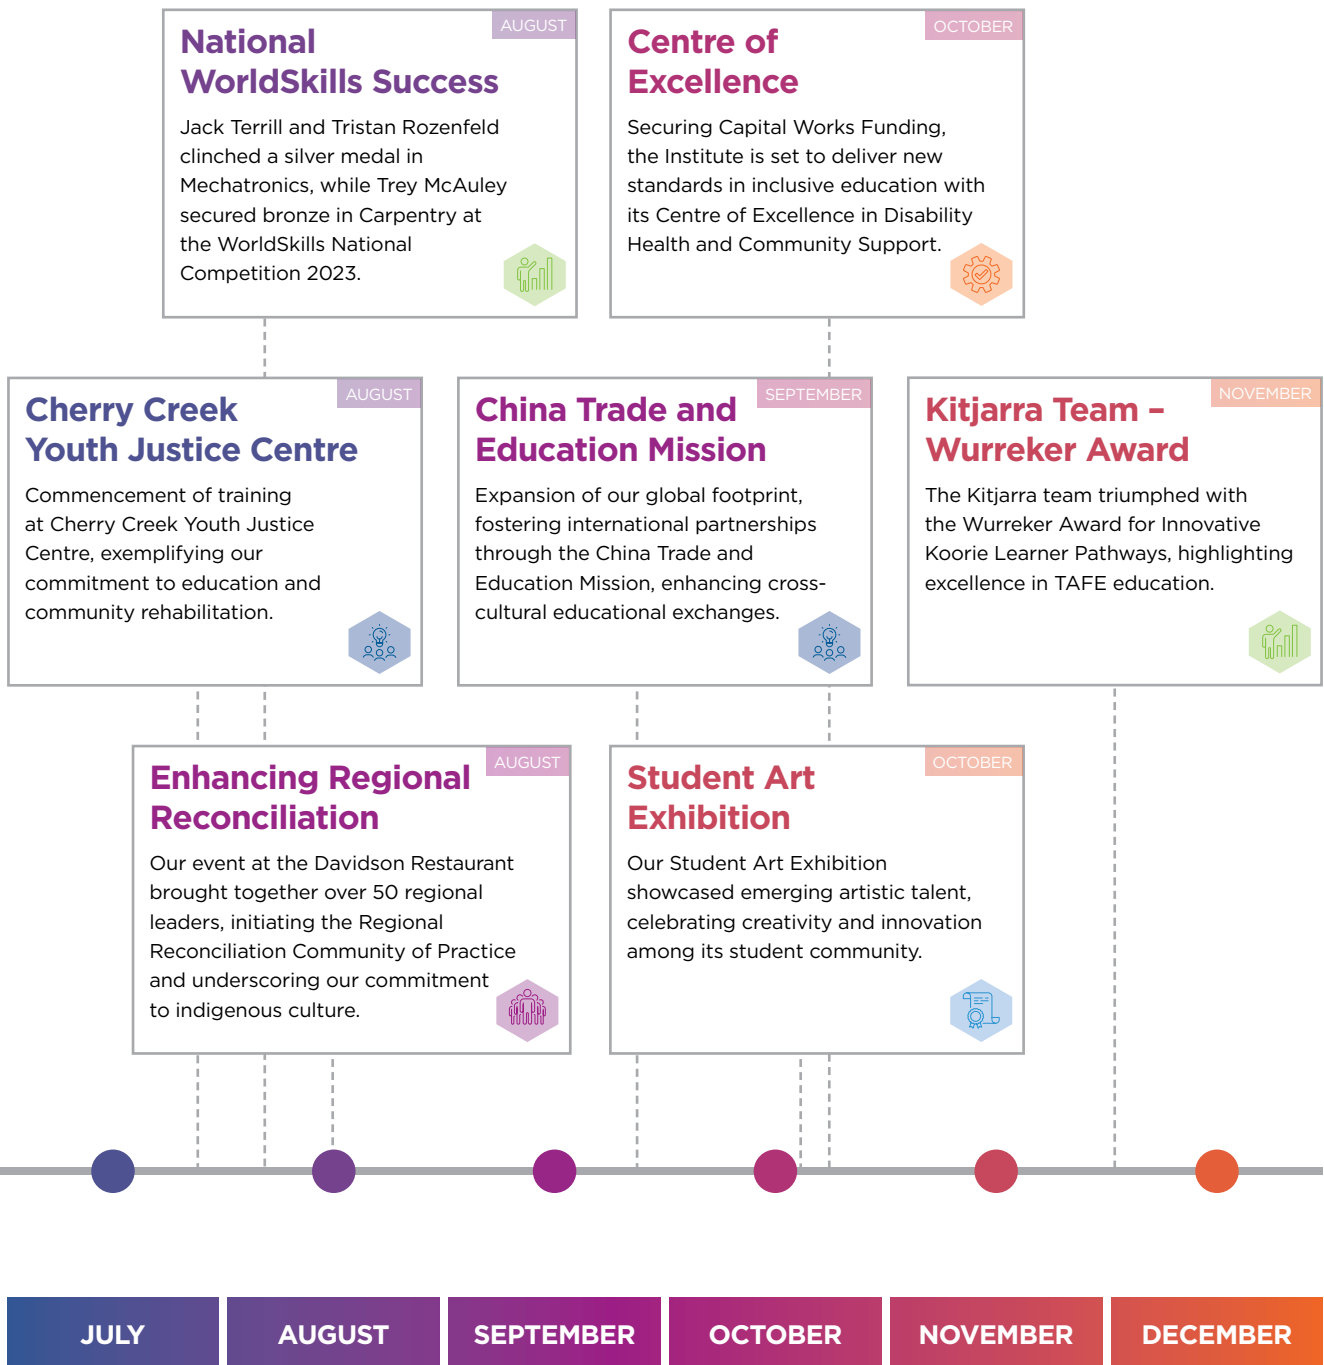 AUGUST
National
WorldSkills Success
Jack Terrill and Tristan Rozenfeld
clinched a silver medal in
Mechatronics, while Trey McAuley
secured bronze in Carpentry at
the WorldSkills National
Competition 2023.
OCTOBER
Centre of
Excellence
Securing Capital Works Funding,
the Institute is set to deliver new
standards in inclusive education with
its Centre of Excellence in Disability
Health and Community Support.
AUGUST
Cherry Creek
Youth Justice Centre
Commencement of training
at Cherry Creek Youth Justice
Centre, exemplifying our
commitment to education and
community rehabilitation.
SEPTEMBER
China Trade and
Education Mission
Expansion of our global footprint,
fostering international partnerships
through the China Trade and
Education Mission, enhancing cross-
cultural educational exchanges.
NOVEMBER
Kitjarra Team –
Wurreker Award
The Kitjarra team triumphed with
the Wurreker Award for Innovative
Koorie Learner Pathways, highlighting
excellence in TAFE education.
AUGUST
Enhancing Regional
Reconciliation
Our event at the Davidson Restaurant
brought together over 50 regional
leaders, initiating the Regional
Reconciliation Community of Practice
and underscoring our commitment
to indigenous culture.
OCTOBER
Student Art
Exhibition
Our Student Art Exhibition
showcased emerging artistic talent,
celebrating creativity and innovation
among its student community.
JULY
AUGUST
SEPTEMBER
OCTOBER
NOVEMBER
DECEMBER